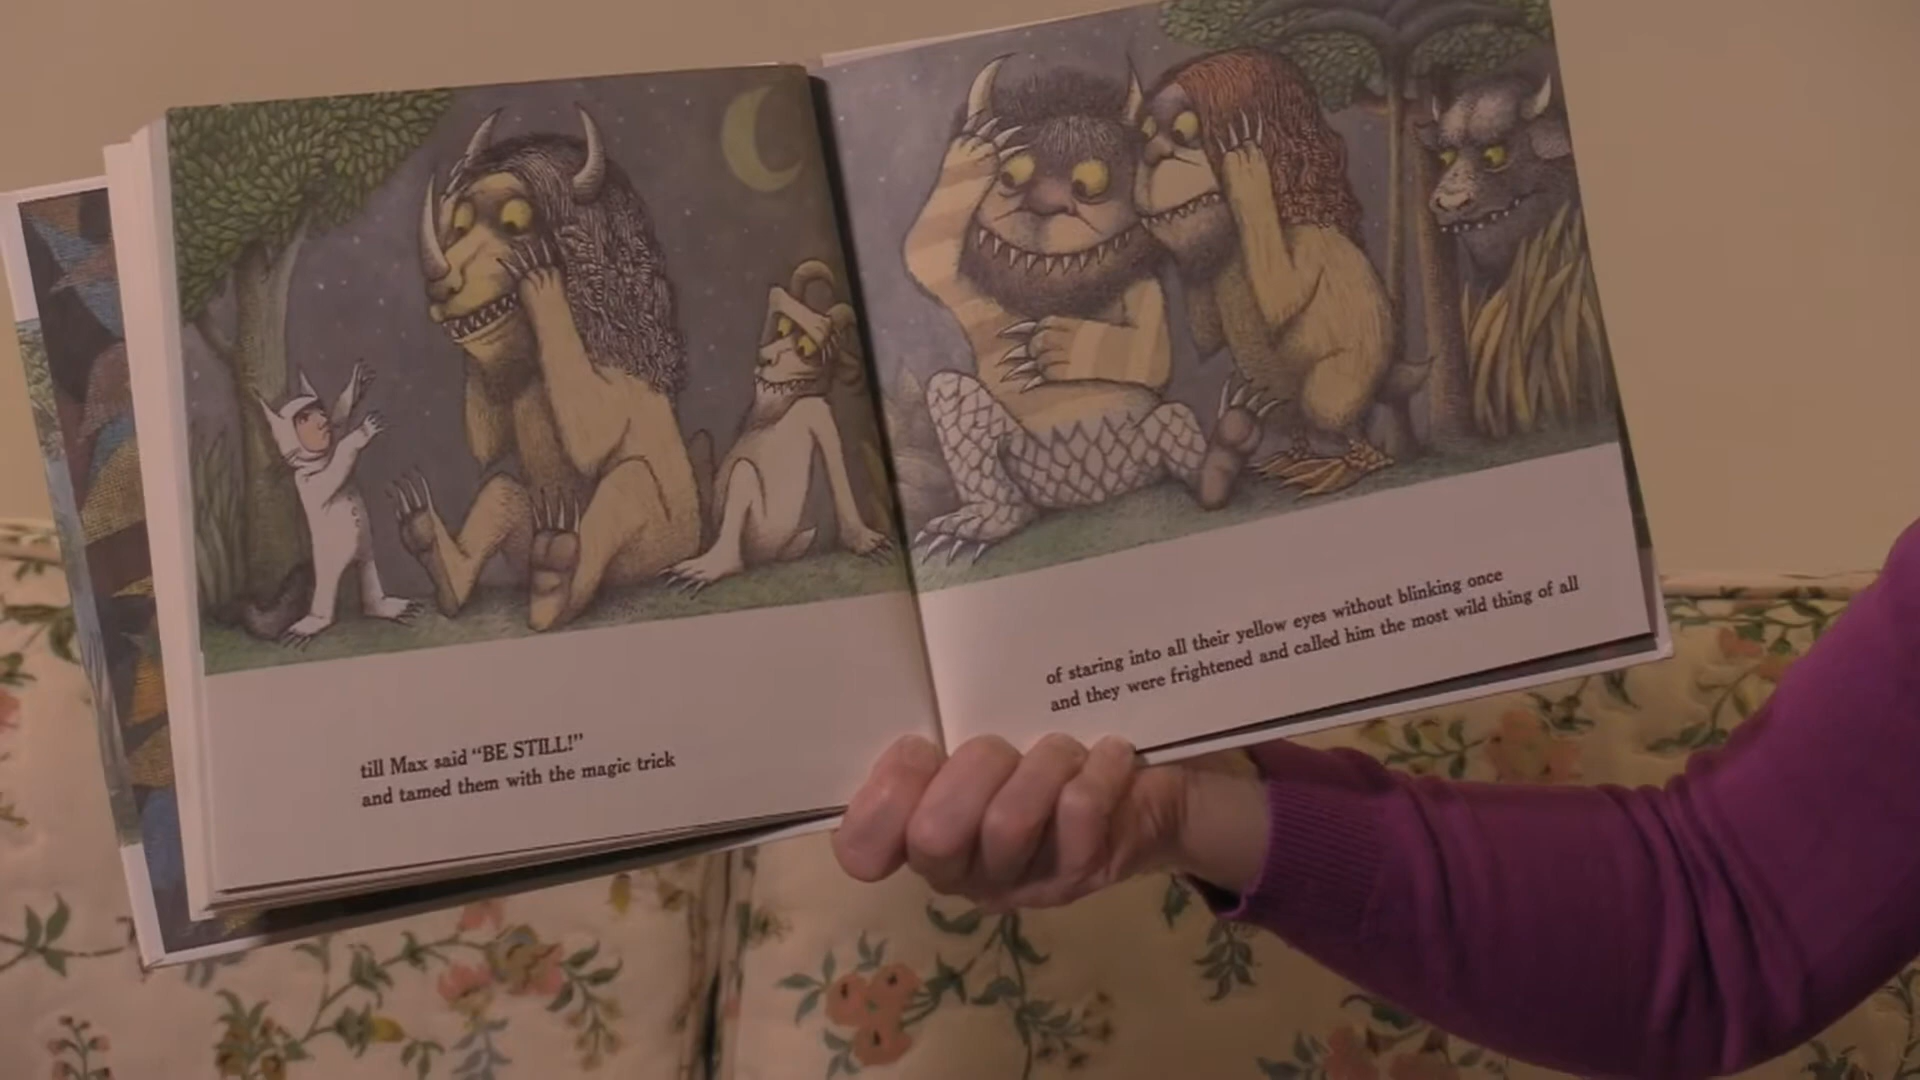 till Max said “BE STILL!”
and tamed them with the magic trick
of staring into all their yellow eyes without blinking once
and they were frightened and called him the most wild thing of all